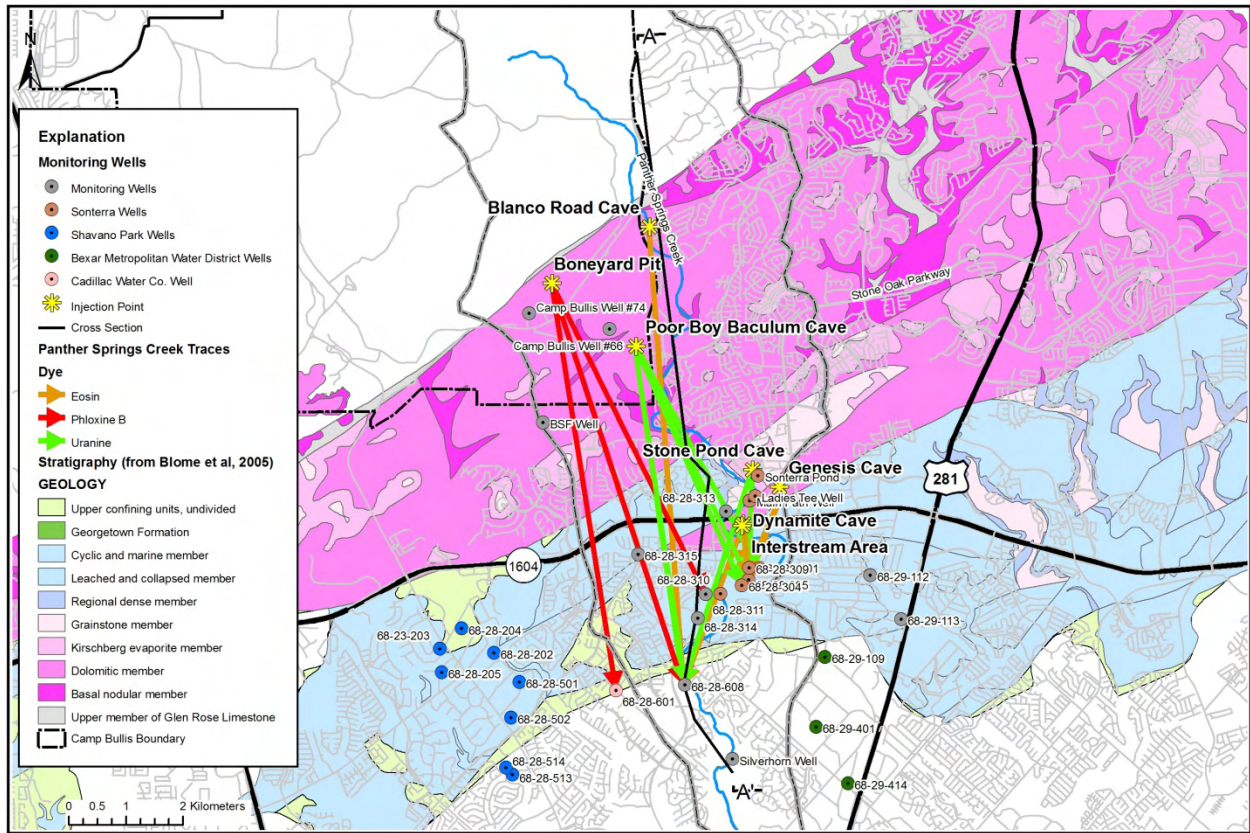 N
Explanation
Monitoring Wells
Monitoring Wells
Sonterra Wells
Shavano Park Wells
Bexar Metropolitan Water District Wells
Cadillac Water Co. Well
Injection Point
Cross Section
Panther Springs Creek Traces
Dye
Eosin
Phloxine B
Uranine
Stratigraphy (from Blome et al, 2005)
GEOLOGY
Upper confining units, undivided
Georgetown Formation
Cyclic and marine member
Leached and collapsed member
Regional dense member
Grainstone member
Kirschberg evaporite member
Dolomitic member
Basal nodular member
Upper member of Glen Rose Limestone
Camp Bullis Boundary
0 0.5 1 2 Kilometers
A
Panther Springs Creek
Blanco Road Cave
Boneyard Pit
Stone Oak Parkway
Camp Bullis Well #74
Poor Boy Baculum Cave
Camp Bullis Well #66
BSF Well
Stone Pond Cave
Genesis Cave
Sonterra Pond
281
Ladies Tee Well
Main Path Well
68-28-313
Dynamite Cave
Interstream Area
1604
68-28-315
68-28-309
68-28-304
68-28-310
68-28-311
68-28-314
68-29-112
68-29-113
68-23-203
68-28-204
68-28-202
68-28-205
68-28-501
68-28-502
68-28-601
68-28-608
68-29-109
68-29-401
68-28-514
68-28-513
Silverhorn Well
A'
68-29-414